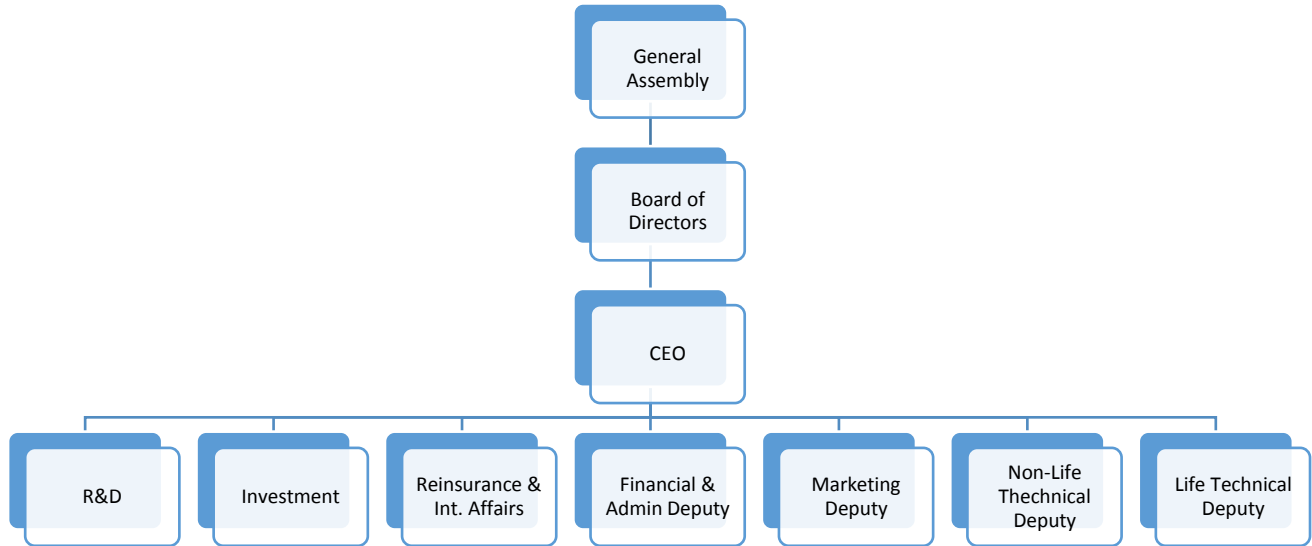 General
Assembly
Board of
Directors
CEO
R&D
Investment
Reinsurance &
Int. Affairs
Financial &
Admin Deputy
Marketing
Deputy
Non-Life
Thechnical
Deputy
Life Technical
Deputy